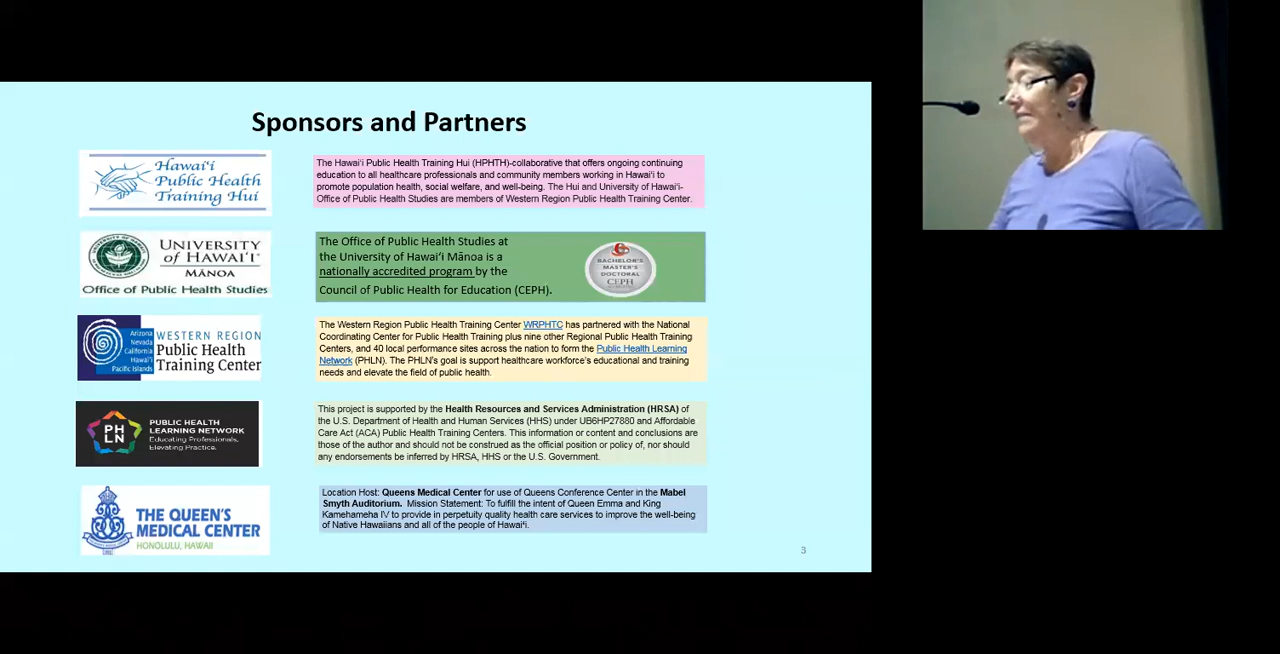 Sponsors and Partners
Hawai'i
Public Health
Training Hui
The Hawai'i Public Health Training Hui (HPHTH)-collaborative that offers ongoing continuing
education to all healthcare professionals and community members working in Hawai'i to
promote population health, social welfare, and well-being. The Hui and University of Hawai'i-
Office of Public Health Studies are members of Western Region Public Health Training Center.
UNIVERSITY
of HAWAI'I
MĀNOA
Office of Public Health Studies
The Office of Public Health Studies at
the University of Hawai'i Mānoa is a
nationally accredited program by the
Council of Public Health for Education (CEPH).
BACHELOR'S
MASTER'S
DOCTORAL
CEPH
Arizona
Nevada
California
Hawai'i
Pacific Islands
WESTERN REGION
Public Health
Training Center
The Western Region Public Health Training Center WRPHTC has partnered with the National
Coordinating Center for Public Health Training plus nine other Regional Public Health Training
Centers, and 40 local performance sites across the nation to form the Public Health Learning
Network (PHLN). The PHLN's goal is support healthcare workforce's educational and training
needs and elevate the field of public health.
PH
LN
PUBLIC HEALTH
LEARNING NETWORK
Educating Professionals,
Elevating Practice.
This project is supported by the Health Resources and Services Administration (HRSA) of
the U.S. Department of Health and Human Services (HHS) under UB6HP27880 and Affordable
Care Act (ACA) Public Health Training Centers. This information or content and conclusions are
those of the author and should not be construed as the official position or policy of, nor should
any endorsements be inferred by HRSA, HHS or the U.S. Government.
THE QUEEN'S
MEDICAL CENTER
HONOLULU, HAWAII
Location Host: Queens Medical Center for use of Queens Conference Center in the Mabel
Smyth Auditorium. Mission Statement: To fulfill the intent of Queen Emma and King
Kamehameha IV to provide in perpetuity quality health care services to improve the well-being
of Native Hawaiians and all of the people of Hawai'i.
3